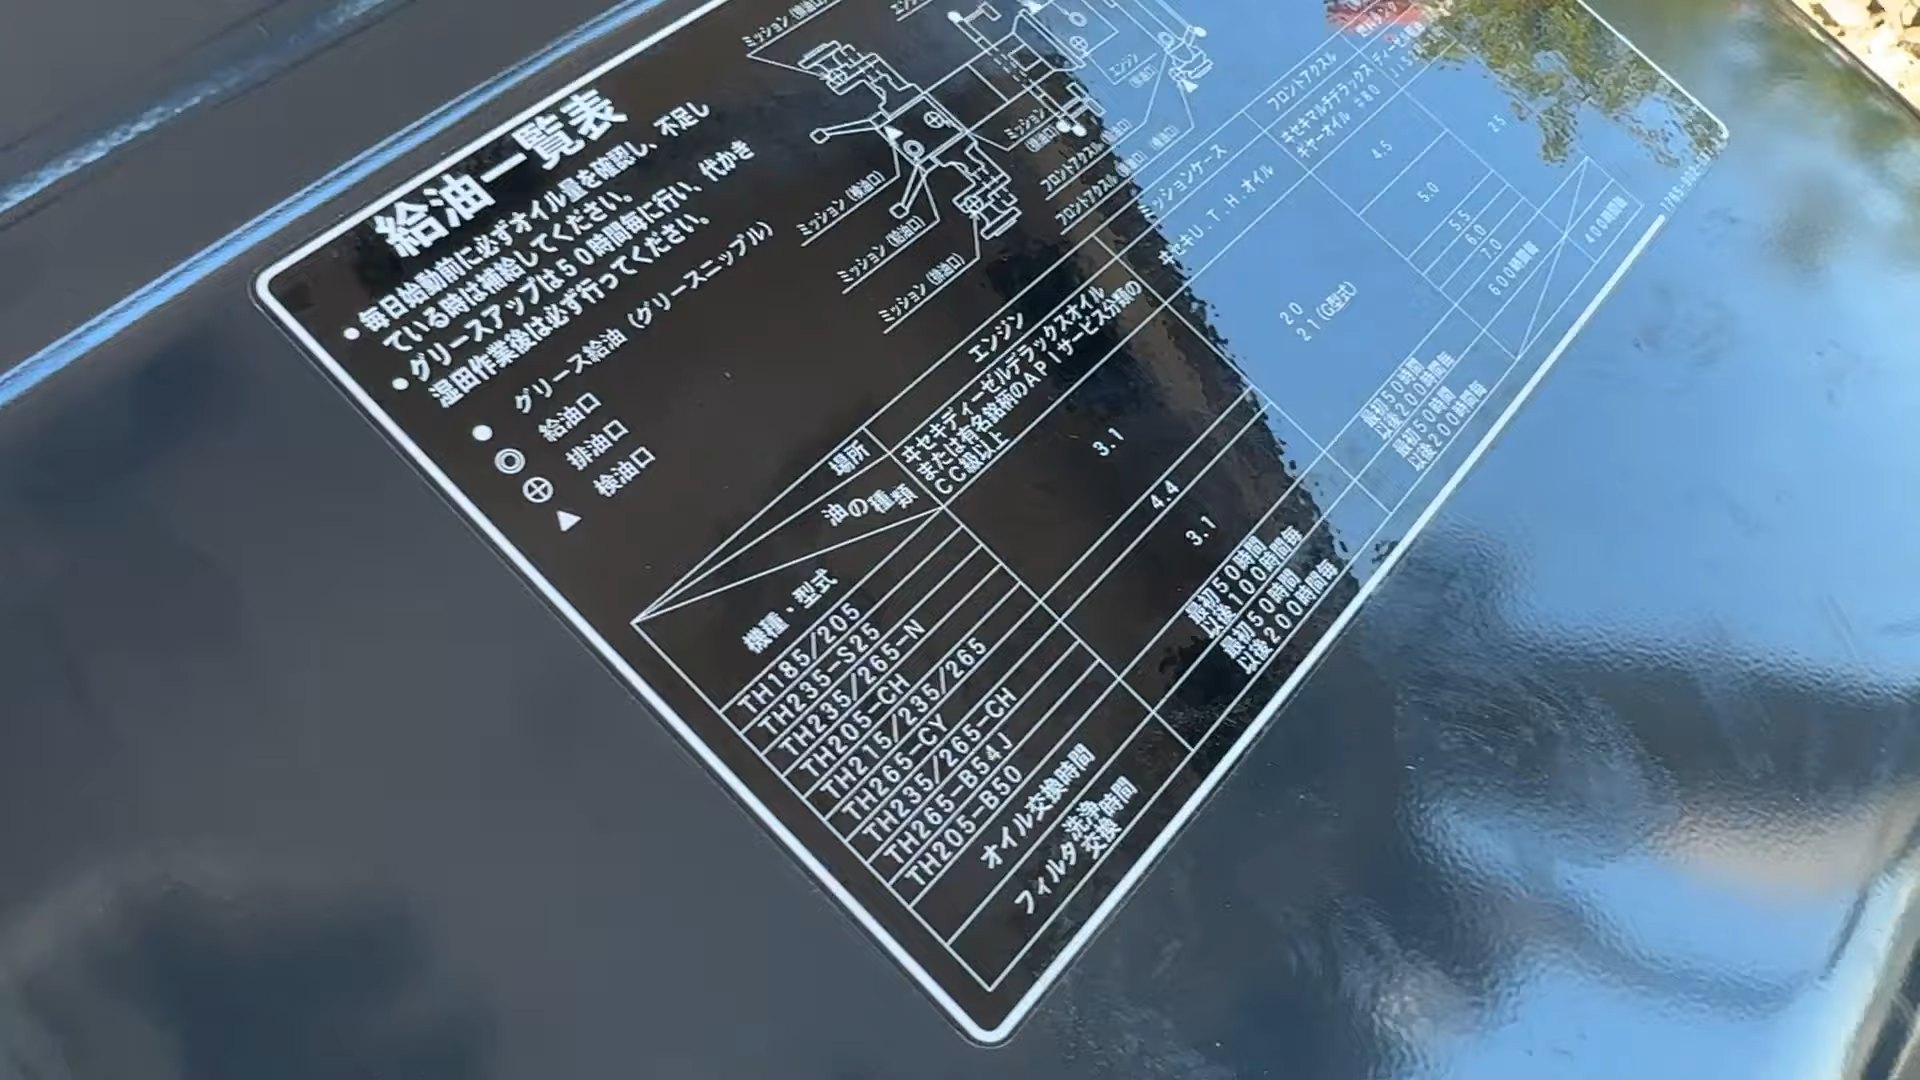 給油一覧表
● 毎日始動前に必ずオイル量を確認し、不足し
ている時は補給してください。
● グリースアップは５０時間毎に行い、代かき
湿田作業後は必ず行ってください。
● グリース給油（グリースニップル）
◎ 給油口
⊕ 排油口
▲ 検油口
ミッション（検油口）
ミッション（給油口）
ミッション（排油口）
エンジン
ミッション
フロントアクスル
場所
油の種類
機種・型式
エンジン
ヰセキディーゼルデラックスオイル
または有名銘柄のＡＰＩサービス分類の
ＣＣ級以上
ッションケース
ヰセキＵ．Ｔ．Ｈ．オイル
フロントアクスル
ヰセキマルチデラックス
ギヤーオイル #80
TH185/205
TH235-S25
TH235/265-N
TH205-CH
TH215/235/265
TH265-CY
TH235/265-CH
TH265-B54J
TH205-B50
3.1
4.4
3.1
20
21(G型式)
4.5
5.0
5.5
6.0
7.0
25
オイル交換時間
最初５０時間
以後１００時間毎
最初５０時間
以後２００時間毎
600時間毎
フィルタ洗浄交換時間
最初５０時間
以後２００時間毎
最初５０時間
以後２００時間毎
400時間毎